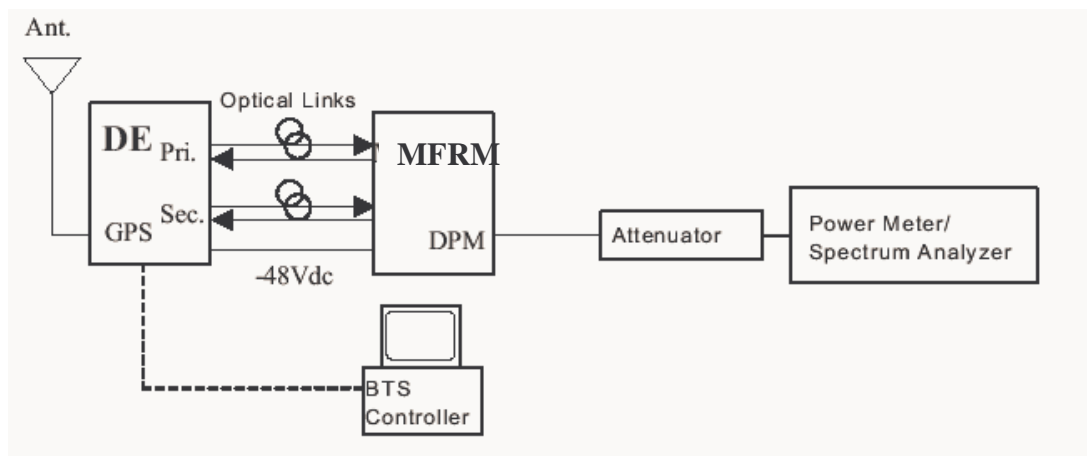 Ant.
Optical Links
DE
Pri.
MFRM
Sec.
GPS
DPM
-48Vdc
Attenuator
Power Meter/
Spectrum Analyzer
BTS
Controller